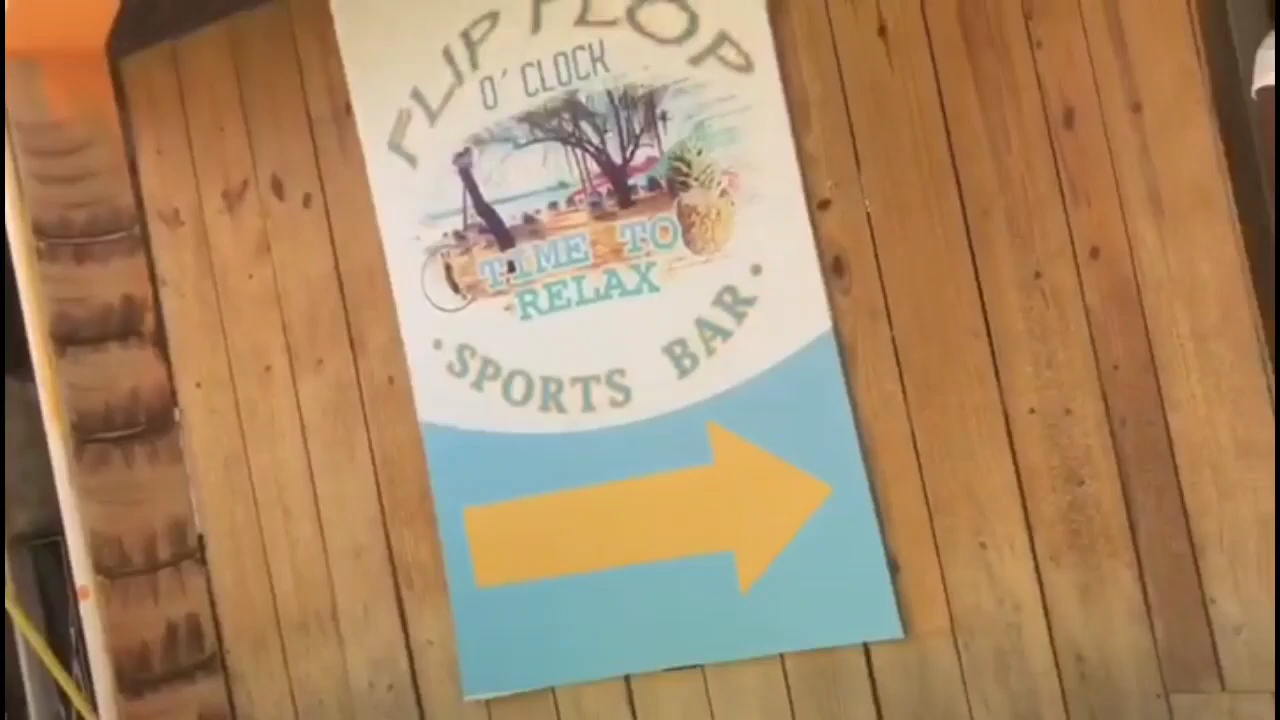 FLIP FLOP
O' CLOCK
TIME TO
RELAX
• SPORTS BAR •